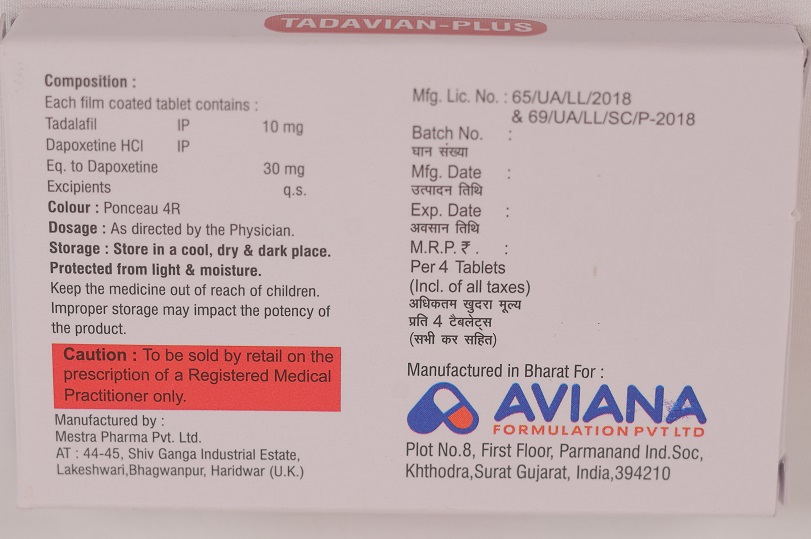 TADAVIAN-PLUS
Composition :
Each film coated tablet contains :
Tadalafil IP 10 mg
Dapoxetine HCl IP
Eq. to Dapoxetine 30 mg
Excipients q.s.
Colour : Ponceau 4R
Dosage : As directed by the Physician.
Storage : Store in a cool, dry & dark place.
Protected from light & moisture.
Keep the medicine out of reach of children.
Improper storage may impact the potency of
the product.
Caution : To be sold by retail on the
prescription of a Registered Medical
Practitioner only.
Manufactured by :
Mestra Pharma Pvt. Ltd.
AT : 44-45, Shiv Ganga Industrial Estate,
Lakeshwari,Bhagwanpur, Haridwar (U.K.)
Mfg. Lic. No. : 65/UA/LL/2018
& 69/UA/LL/SC/P-2018
Batch No. :
घान संख्या
Mfg. Date :
उत्पादन तिथि
Exp. Date :
अवसान तिथि
M.R.P. ₹ . :
Per 4 Tablets
(Incl. of all taxes)
अधिकतम खुदरा मूल्य
प्रति 4 टैबलेट्स
(सभी कर सहित)
Manufactured in Bharat For :
AVIANA
FORMULATION PVT LTD
Plot No.8, First Floor, Parmanand Ind.Soc,
Khthodra,Surat Gujarat, India,394210